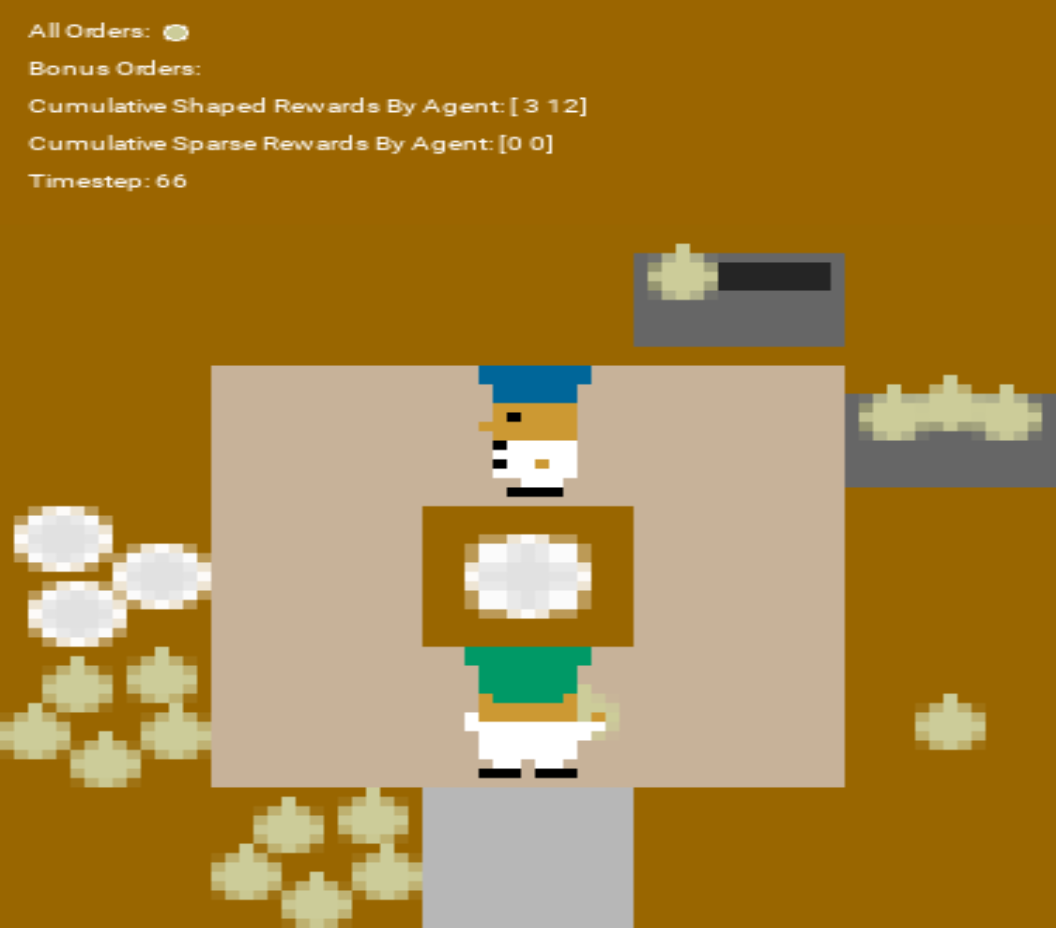 All Orders:
Bonus Orders:
Cumulative Shaped Rewards By Agent: [ 3 12]
Cumulative Sparse Rewards By Agent: [0 0]
Timestep: 66